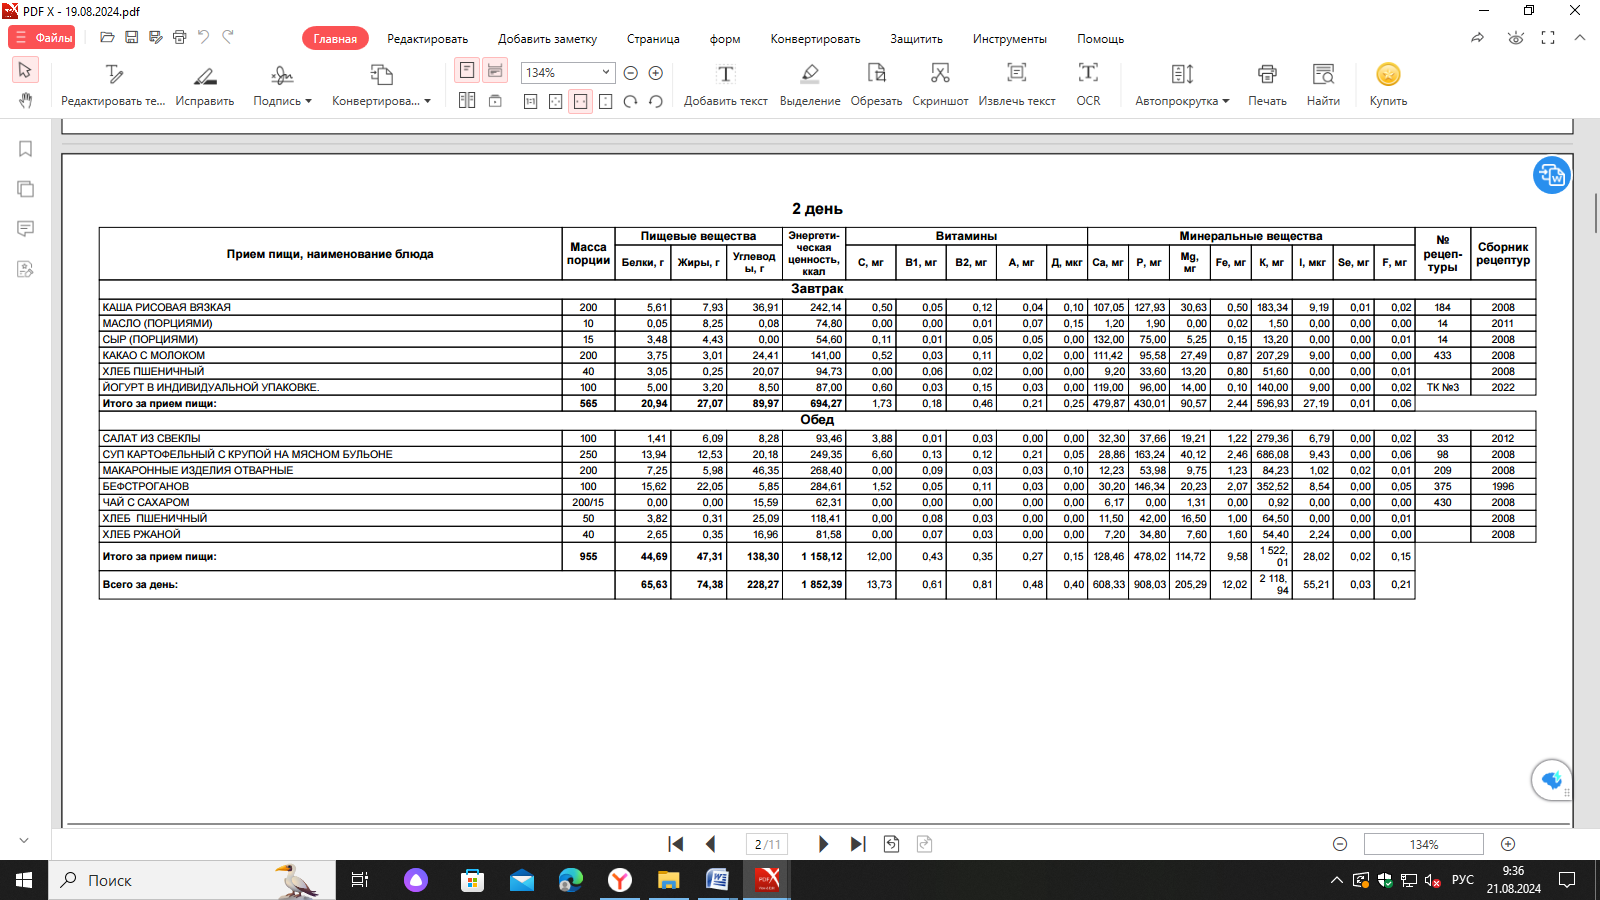 PDF X - 19.08.2024.pdf
Файлы
Главная Редактировать Добавить заметку Страница форм Конвертировать Защитить Инструменты Помощь
134%
Редактировать те... Исправить Подпись Конвертирова... Добавить текст Выделение Обрезать Скриншот Извлечь текст OCR Автопрокрутка Печать Найти Купить
2 день
Прием пищи, наименование блюда Масса порции Пищевые вещества Энергети-ческая ценность, ккал Витамины Минеральные вещества № рецеп-туры Сборник рецептур
Белки, г Жиры, г Углеводы, г С, мг В1, мг В2, мг А, мг Д, мкг Ca, мг P, мг Mg, мг Fe, мг К, мг I, мкг Se, мг F, мг
Завтрак
КАША РИСОВАЯ ВЯЗКАЯ 200 5,61 7,93 36,91 242,14 0,50 0,05 0,12 0,04 0,10 107,05 127,93 30,63 0,50 183,34 9,19 0,01 0,02 184 2008
МАСЛО (ПОРЦИЯМИ) 10 0,05 8,25 0,08 74,80 0,00 0,00 0,01 0,07 0,15 1,20 1,90 0,00 0,02 1,50 0,00 0,00 0,00 14 2011
СЫР (ПОРЦИЯМИ) 15 3,48 4,43 0,00 54,60 0,11 0,01 0,05 0,05 0,00 132,00 75,00 5,25 0,15 13,20 0,00 0,00 0,01 14 2008
КАКАО С МОЛОКОМ 200 3,75 3,01 24,41 141,00 0,52 0,03 0,11 0,02 0,00 111,42 95,58 27,49 0,87 207,29 9,00 0,00 0,00 433 2008
ХЛЕБ ПШЕНИЧНЫЙ 40 3,05 0,25 20,07 94,73 0,00 0,06 0,02 0,00 0,00 9,20 33,60 13,20 0,80 51,60 0,00 0,00 0,01 2008
ЙОГУРТ В ИНДИВИДУАЛЬНОЙ УПАКОВКЕ. 100 5,00 3,20 8,50 87,00 0,60 0,03 0,15 0,03 0,00 119,00 96,00 14,00 0,10 140,00 9,00 0,00 0,02 ТК №3 2022
Итого за прием пищи: 565 20,94 27,07 89,97 694,27 1,73 0,18 0,46 0,21 0,25 479,87 430,01 90,57 2,44 596,93 27,19 0,01 0,06
Обед
САЛАТ ИЗ СВЕКЛЫ 100 1,41 6,09 8,28 93,46 3,88 0,01 0,03 0,00 0,00 32,30 37,66 19,21 1,22 279,36 6,79 0,00 0,02 33 2012
СУП КАРТОФЕЛЬНЫЙ С КРУПОЙ НА МЯСНОМ БУЛЬОНЕ 250 13,94 12,53 20,18 249,35 6,60 0,13 0,12 0,21 0,05 28,86 163,24 40,12 2,46 686,08 9,43 0,00 0,06 98 2008
МАКАРОННЫЕ ИЗДЕЛИЯ ОТВАРНЫЕ 200 7,25 5,98 46,35 268,40 0,00 0,09 0,03 0,03 0,10 12,23 53,98 9,75 1,23 84,23 1,02 0,02 0,01 209 2008
БЕФСТРОГАНОВ 100 15,62 22,05 5,85 284,61 1,52 0,05 0,11 0,03 0,00 30,20 146,34 20,23 2,07 352,52 8,54 0,00 0,05 375 1996
ЧАЙ С САХАРОМ 200/15 0,00 0,00 15,59 62,31 0,00 0,00 0,00 0,00 0,00 6,17 0,00 1,31 0,00 0,92 0,00 0,00 0,00 430 2008
ХЛЕБ ПШЕНИЧНЫЙ 50 3,82 0,31 25,09 118,41 0,00 0,08 0,03 0,00 0,00 11,50 42,00 16,50 1,00 64,50 0,00 0,00 0,01 2008
ХЛЕБ РЖАНОЙ 40 2,65 0,35 16,96 81,58 0,00 0,07 0,03 0,00 0,00 7,20 34,80 7,60 1,60 54,40 2,24 0,00 0,00 2008
Итого за прием пищи: 955 44,69 47,31 138,30 1 158,12 12,00 0,43 0,35 0,27 0,15 128,46 478,02 114,72 9,58 1 522,01 28,02 0,02 0,15
Всего за день: 65,63 74,38 228,27 1 852,39 13,73 0,61 0,81 0,48 0,40 608,33 908,03 205,29 12,02 2 118,94 55,21 0,03 0,21
2 /11 134%
Поиск РУС 9:36
21.08.2024